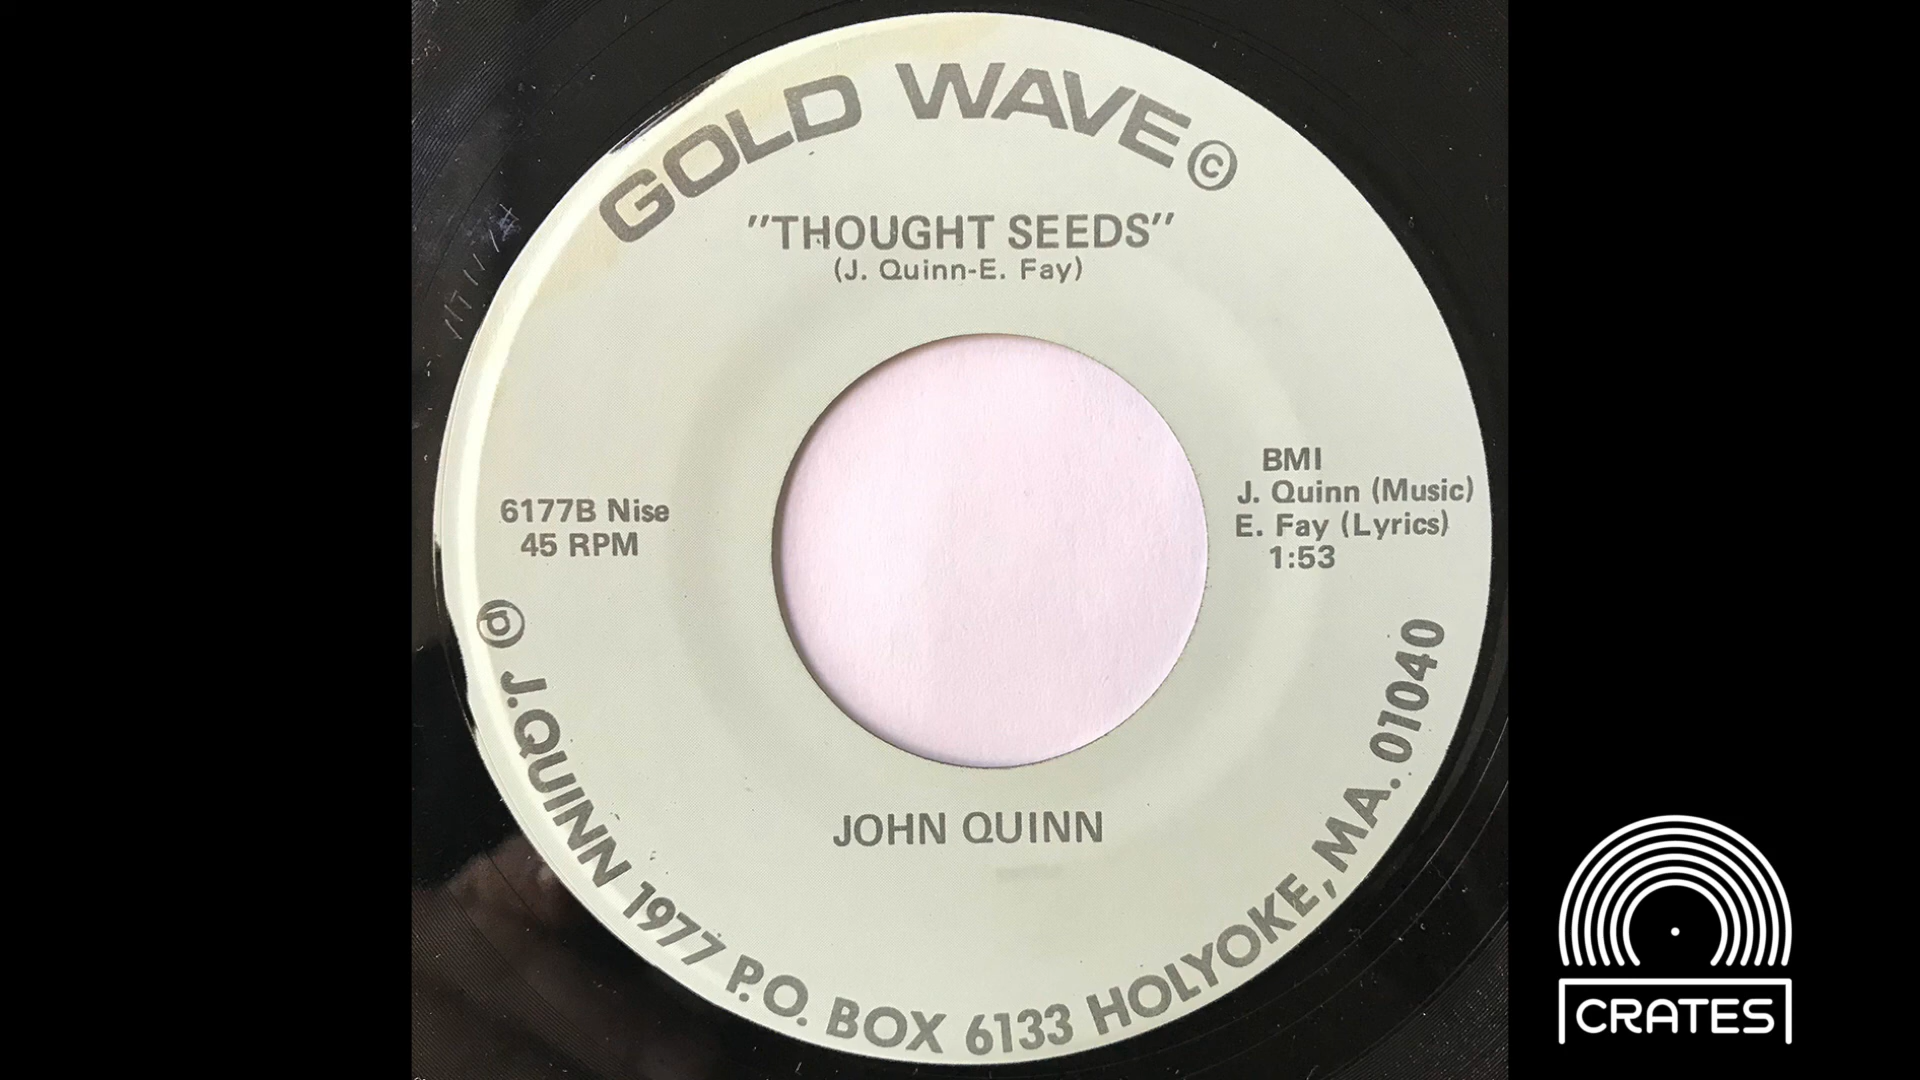 GOLD WAVE©
"THOUGHT SEEDS"
(J. Quinn-E. Fay)
6177B Nise
45 RPM
BMI
J. Quinn (Music)
E. Fay (Lyrics)
1:53
JOHN QUINN
℗ J.QUINN 1977 P.O. BOX 6133 HOLYOKE, MA. 01040
CRATES